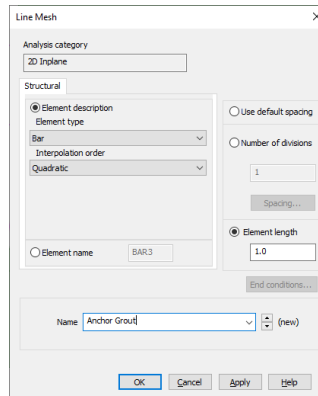 Line Mesh
Analysis category
2D Inplane
Structural
Element description
Element type
Bar
Interpolation order
Quadratic
Element name BAR3
Use default spacing
Number of divisions
1
Spacing...
Element length
1.0
End conditions...
Name Anchor Grout (new)
OK Cancel Apply Help